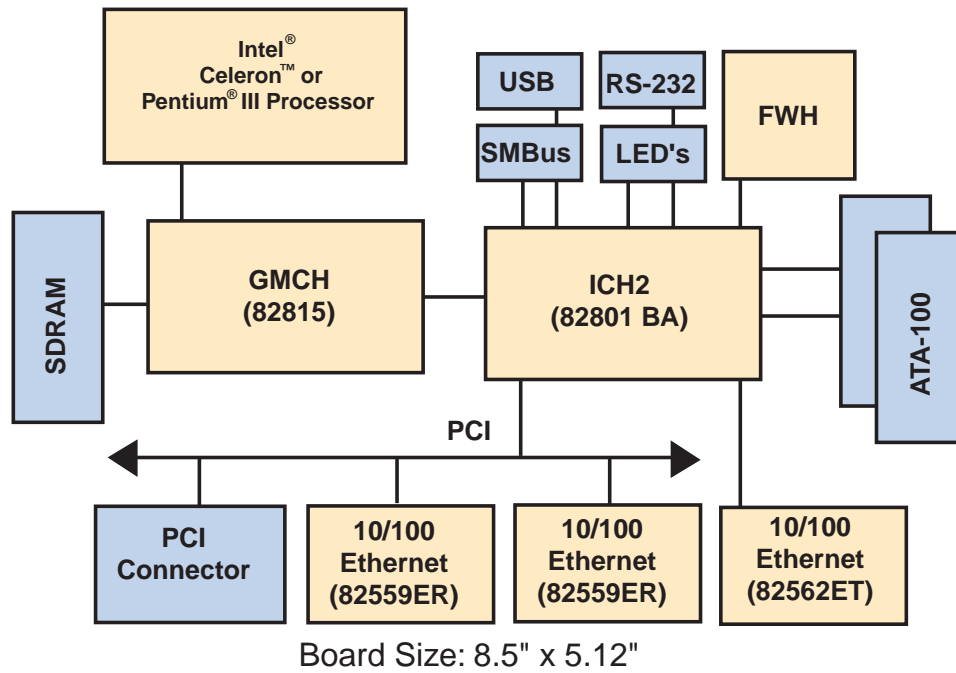 Intel®
Celeron™ or
Pentium® III Processor
USB
RS-232
FWH
SMBus
LED's
SDRAM
GMCH
(82815)
ICH2
(82801 BA)
ATA-100
PCI
PCI
Connector
10/100
Ethernet
(82559ER)
10/100
Ethernet
(82559ER)
10/100
Ethernet
(82562ET)
Board Size: 8.5" x 5.12"